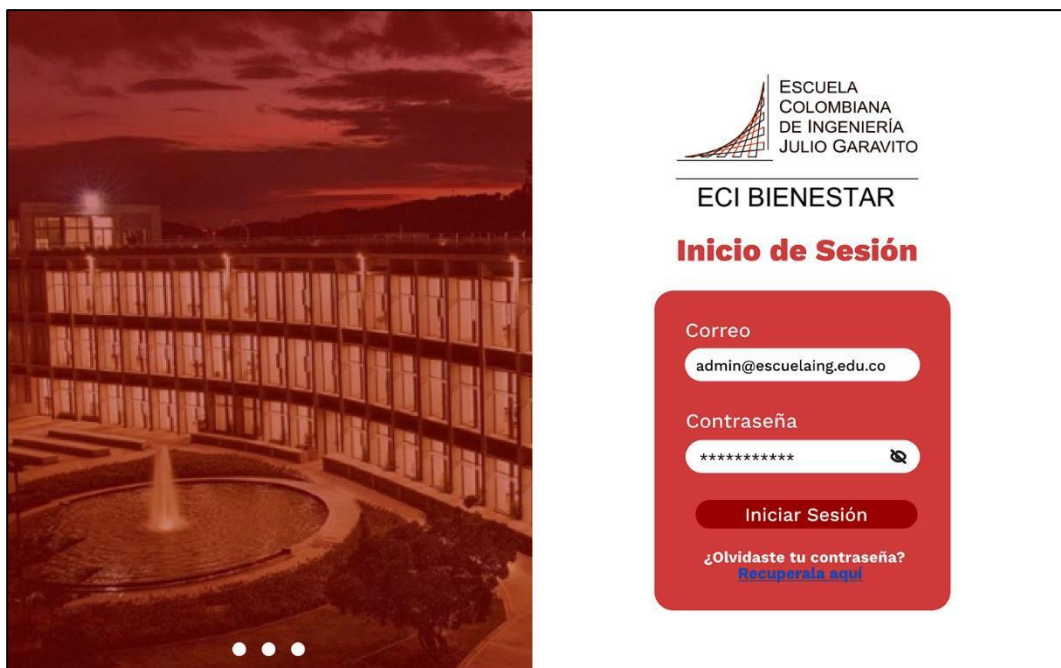 ESCUELA
COLOMBIANA
DE INGENIERÍA
JULIO GARAVITO
ECI BIENESTAR
Inicio de Sesión
Correo
admin@escuelaing.edu.co
Contraseña
***********
Iniciar Sesión
¿Olvidaste tu contraseña?
Recuperala aquí